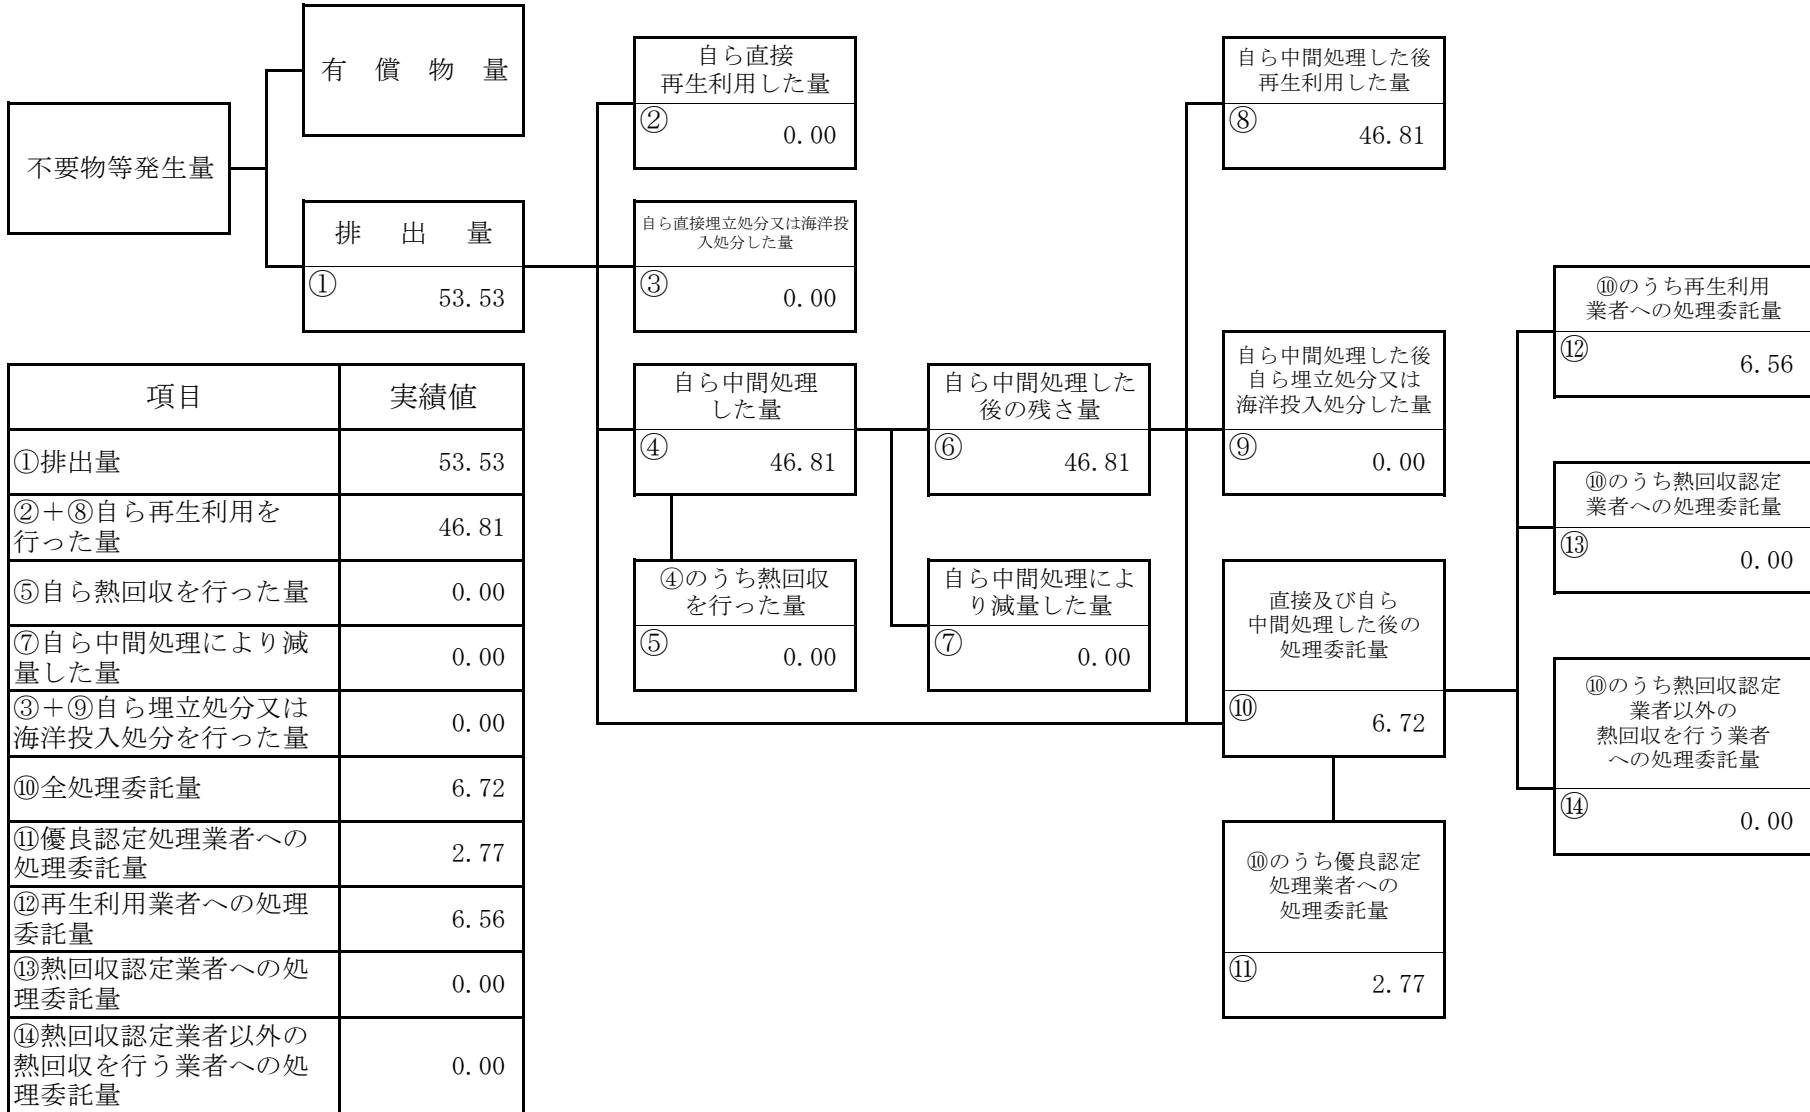 有償物量
不要物等発生量
排出量
①
53.53
自ら直接
再生利用した量
②
0.00
自ら直接埋立処分又は海洋投
入処分した量
③
0.00
自ら中間処理
した量
④
46.81
④のうち熱回収
を行った量
⑤
0.00
自ら中間処理した
後の残さ量
⑥
46.81
自ら中間処理によ
り減量した量
⑦
0.00
自ら中間処理した後
再生利用した量
⑧
46.81
自ら中間処理した後
自ら埋立処分又は
海洋投入処分した量
⑨
0.00
直接及び自ら
中間処理した後の
処理委託量
⑩
6.72
⑩のうち優良認定
処理業者への
処理委託量
⑪
2.77
⑩のうち再生利用
業者への処理委託量
⑫
6.56
⑩のうち熱回収認定
業者への処理委託量
⑬
0.00
⑩のうち熱回収認定
業者以外の
熱回収を行う業者
への処理委託量
⑭
0.00
項目 実績値
①排出量 53.53
②＋⑧自ら再生利用を
行った量 46.81
⑤自ら熱回収を行った量 0.00
⑦自ら中間処理により減
量した量 0.00
③＋⑨自ら埋立処分又は
海洋投入処分を行った量 0.00
⑩全処理委託量 6.72
⑪優良認定処理業者への
処理委託量 2.77
⑫再生利用業者への処理
委託量 6.56
⑬熱回収認定業者への処
理委託量 0.00
⑭熱回収認定業者以外の
熱回収を行う業者への処 0.00
理委託量